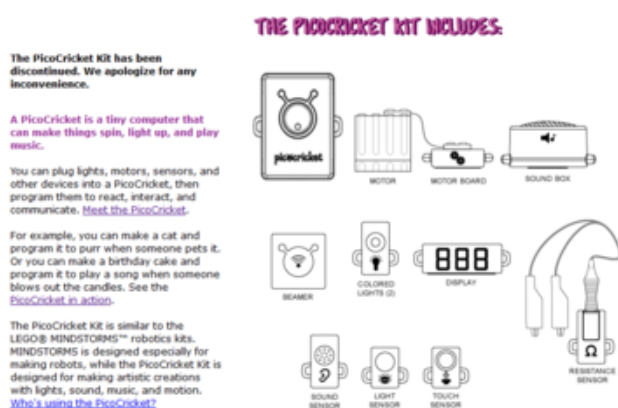 THE PICOCRICKET KIT INCLUDES:
The PicoCricket Kit has been
discontinued. We apologize for any
inconvenience.
A PicoCricket is a tiny computer that
can make things spin, light up, and play
music.
You can plug lights, motors, sensors, and
other devices into a PicoCricket, then
program them to react, interact, and
communicate. Meet the PicoCricket.
For example, you can make a cat and
program it to purr when someone pets it.
Or you can make a birthday cake and
program it to play a song when someone
blows out the candles. See the
PicoCricket in action.
The PicoCricket Kit is similar to the
LEGO® MINDSTORMS™ robotics kits.
MINDSTORMS is designed especially for
making robots, while the PicoCricket Kit is
designed for making artistic creations
with lights, sound, music, and motion.
Who's using the PicoCricket?
picocricket
MOTOR
MOTOR BOARD
SOUND BOX
BEAMER
COLORED
LIGHTS (2)
888
DISPLAY
Ω
RESISTANCE
SENSOR
SOUND
SENSOR
LIGHT
SENSOR
TOUCH
SENSOR